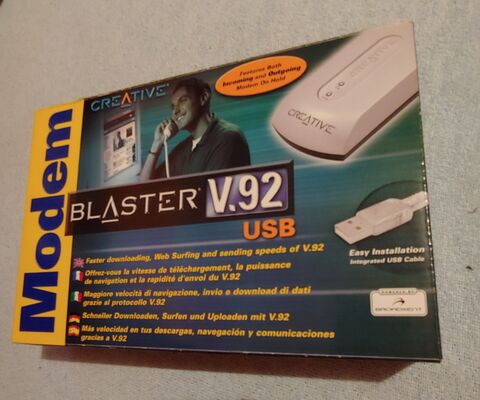 Modem
CREATIVE
Features Both
Incoming and Outgoing
Modem On Hold
CREATIVE
BLASTER V.92
USB
Faster downloading, Web Surfing and sending speeds of V.92
Offrez-vous la vitesse de téléchargement, la puissance
de navigation et la rapidité d'envoi du V.92
Maggiore velocità di navigazione, invio e download di dati
grazie al protocollo V.92
Schneller Downloaden, Surfen und Uploaden mit V.92
Más velocidad en tus descargas, navegación y comunicaciones
gracias a V.92
Easy Installation
Integrated USB Cable
POWERED BY
BROADXENT